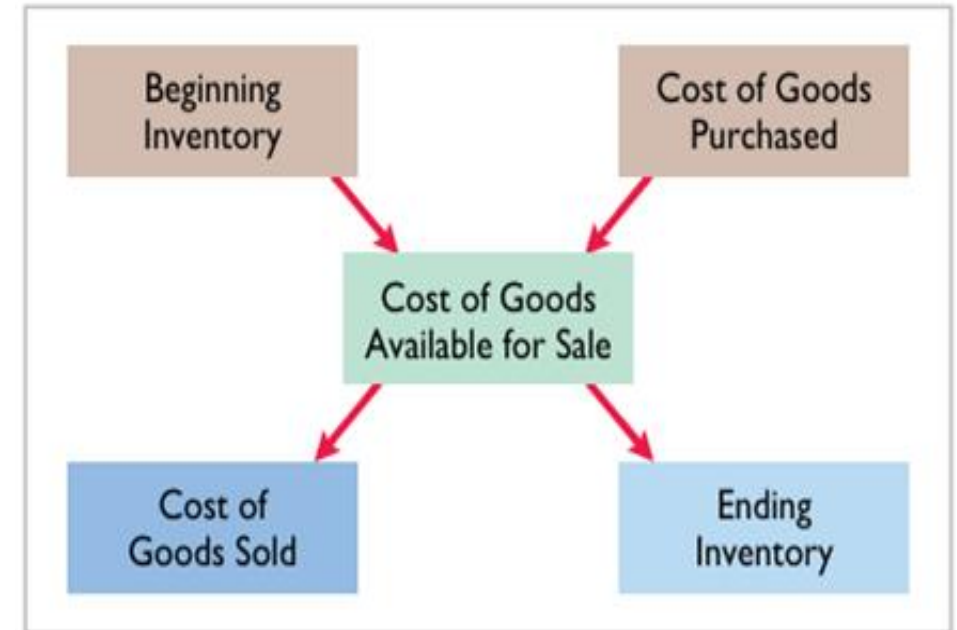 Beginning
Inventory
Cost of Goods
Purchased
Cost of Goods
Available for Sale
Cost of
Goods Sold
Ending
Inventory